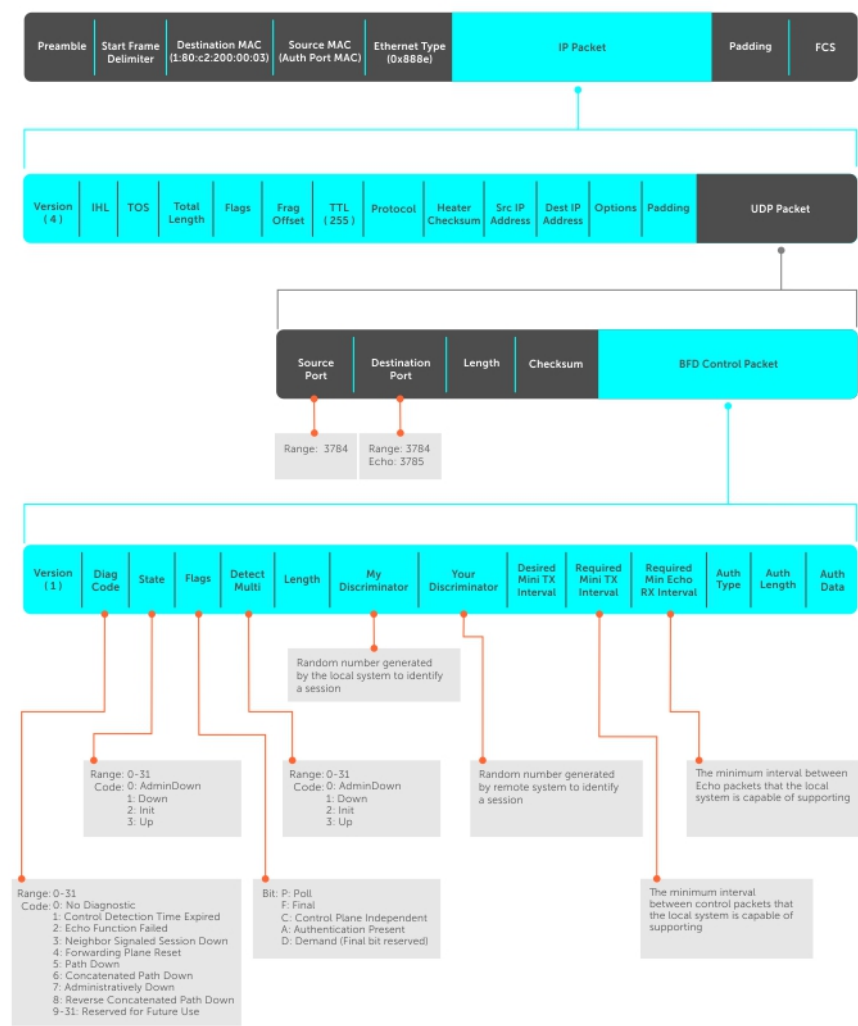 Preamble
Start Frame
Delimiter
Destination MAC
(1:80:c2:200:00:03)
Source MAC
(Auth Port MAC)
Ethernet Type
(0x888e)
IP Packet
Padding
FCS
Version
( 4 )
IHL
TOS
Total
Length
Flags
Frag
Offset
TTL
( 255 )
Protocol
Heater
Checksum
Src IP
Address
Dest IP
Address
Options
Padding
UDP Packet
Source
Port
Destination
Port
Length
Checksum
BFD Control Packet
Range: 3784
Range: 3784
Echo: 3785
Version
( 1 )
Diag
Code
State
Flags
Detect
Multi
Length
My
Discriminator
Your
Discriminator
Desired
Mini TX
Interval
Required
Mini TX
Interval
Required
Min Echo
RX Interval
Auth
Type
Auth
Length
Auth
Data
Random number generated
by the local system to identify
a session
Range: 0-31
Code: 0: AdminDown
1: Down
2: Init
3: Up
Range: 0-31
Code: 0: AdminDown
1: Down
2: Init
3: Up
Random number generated
by remote system to identify
a session
The minimum interval between
Echo packets that the local
system is capable of supporting
Range: 0-31
Code: 0: No Diagnostic
1: Control Detection Time Expired
2: Echo Function Failed
3: Neighbor Signaled Session Down
4: Forwarding Plane Reset
5: Path Down
6: Concatenated Path Down
7: Administratively Down
8: Reverse Concatenated Path Down
9-31: Reserved for Future Use
Bit: P: Poll
F: Final
C: Control Plane Independent
A: Authentication Present
D: Demand (Final bit reserved)
The minimum interval
between control packets that
the local system is capable of
supporting